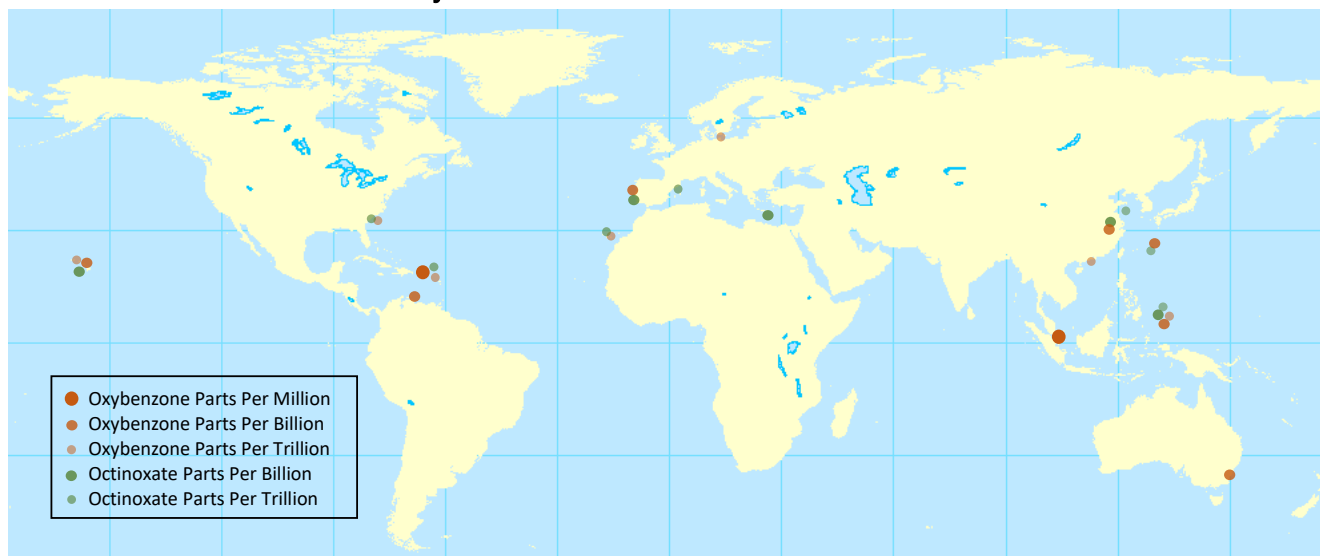 Oxybenzone Parts Per Million
Oxybenzone Parts Per Billion
Oxybenzone Parts Per Trillion
Octinoxate Parts Per Billion
Octinoxate Parts Per Trillion